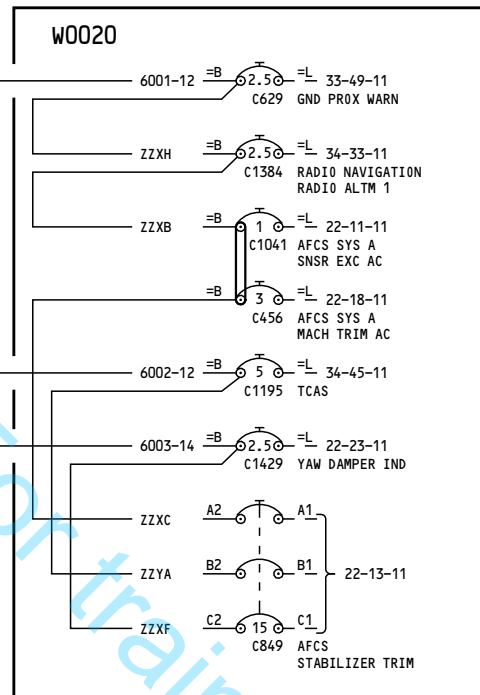 W0020
6001-12 =B 2.5 =L 33-49-11
C629 GND PROX WARN
ZZXH =B 2.5 =L 34-33-11
C1384 RADIO NAVIGATION
RADIO ALTM 1
ZZXB =B 1 =L 22-11-11
C1041 AFCS SYS A
SNSR EXC AC
=B 3 =L 22-18-11
C456 AFCS SYS A
MACH TRIM AC
6002-12 =B 5 =L 34-45-11
C1195 TCAS
6003-14 =B 2.5 =L 22-23-11
C1429 YAW DAMPER IND
ZZXC A2 A1
ZZYA B2 B1 22-13-11
ZZXF C2 15 C1
C849 AFCS
STABILIZER TRIM
or train